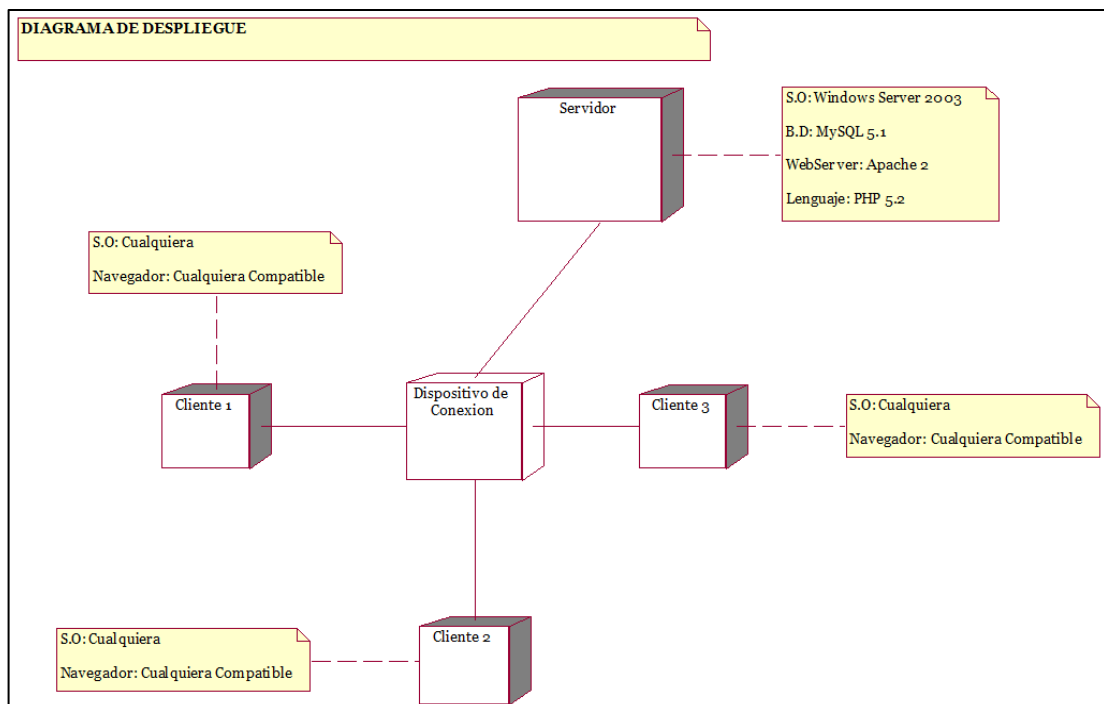 DIAGRAMA DE DESPLIEGUE
Servidor
S.O: Windows Server 2003
B.D: MySQL 5.1
WebServer: Apache 2
Lenguaje: PHP 5.2
S.O: Cualquiera
Navegador: Cualquiera Compatible
Cliente 1
Dispositivo de
Conexion
Cliente 3
S.O: Cualquiera
Navegador: Cualquiera Compatible
S.O: Cualquiera
Navegador: Cualquiera Compatible
Cliente 2